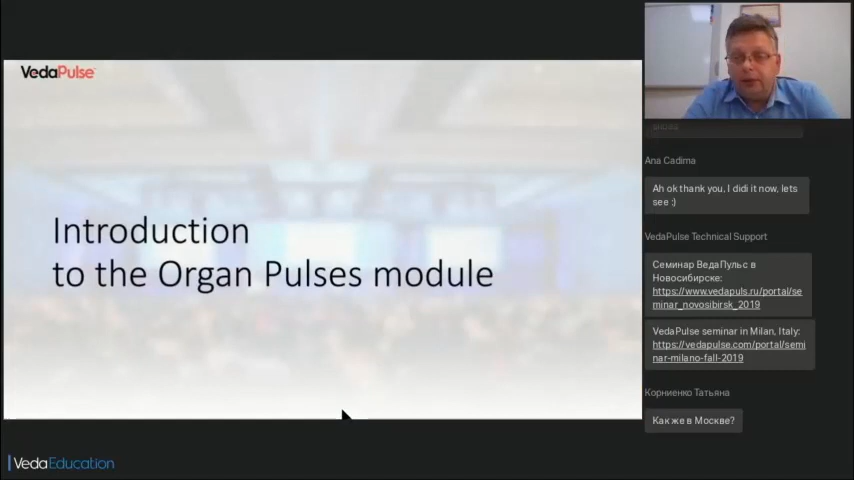 VedaPulse
Introduction
to the Organ Pulses module
VedaEducation
Ana Cadima
Ah ok thank you, I didi it now, lets
see :)
VedaPulse Technical Support
Семинар ВедаПульс в
Новосибирске:
https://www.vedapuls.ru/portal/se
minar_novosibirsk_2019
VedaPulse seminar in Milan, Italy:
https://vedapulse.com/portal/semi
nar-milano-fall-2019
Корниенко Татьяна
Как же в Москве?